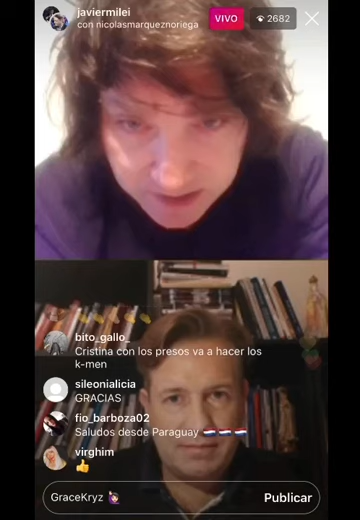 javiermilei
con nicolasmarqueznoriega
VIVO
2682
bito_gallo_
Cristina con los presos va a hacer los
k-men
sileonialicia
GRACIAS
fio_barboza02
Saludos desde Paraguay 🇵🇾🇵🇾🇵🇾
virghim
👍
GraceKryz 🙋🏻‍♀️
Publicar